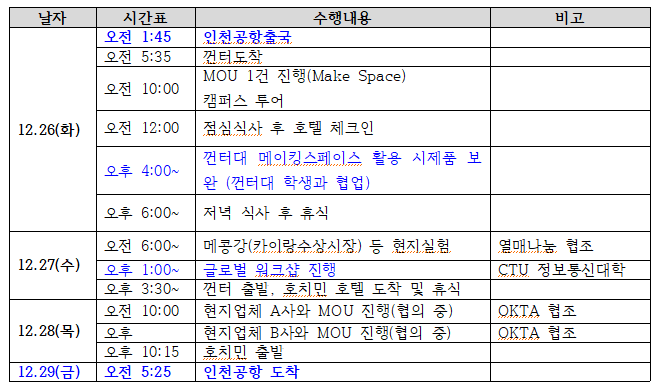 날자 시간표 수행내용 비고
오전 1:45 인천공항출국
오전 5:35 껀터도착
12.26(화) 오전 10:00 MOU 1건 진행(Make Space)
캠퍼스 투어
오전 12:00 점심식사 후 호텔 체크인
오후 4:00~ 껀터대 메이킹스페이스 활용 시제품 보
완 (껀터대 학생과 협업)
오후 6:00~ 저녁 식사 후 휴식
12.27(수) 오전 6:00~ 메콩강(카이랑수상시장) 등 현지실험 열매나눔 협조
오후 1:00~ 글로벌 워크샵 진행 CTU 정보통신대학
오후 3:30~ 껀터 출빌, 호치민 호텔 도착 및 휴식
12.28(목) 오전 10:00 현지업체 A사와 MOU 진행(협의 중) OKTA 협조
오후 현지업체 B사와 MOU 진행(협의 중) OKTA 협조
오후 10:15 호치민 출빌
12.29(금) 오전 5:25 인천공항 도착